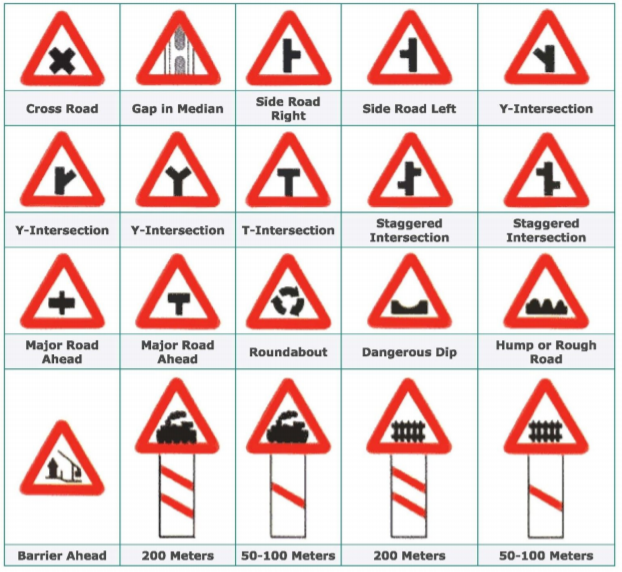 Cross Road
Gap in Median
Side Road
Right
Side Road Left
Y-Intersection
Y-Intersection
Y-Intersection
T-Intersection
Staggered
Intersection
Staggered
Intersection
Major Road
Ahead
Major Road
Ahead
Roundabout
Dangerous Dip
Hump or Rough
Road
Barrier Ahead
200 Meters
50-100 Meters
200 Meters
50-100 Meters